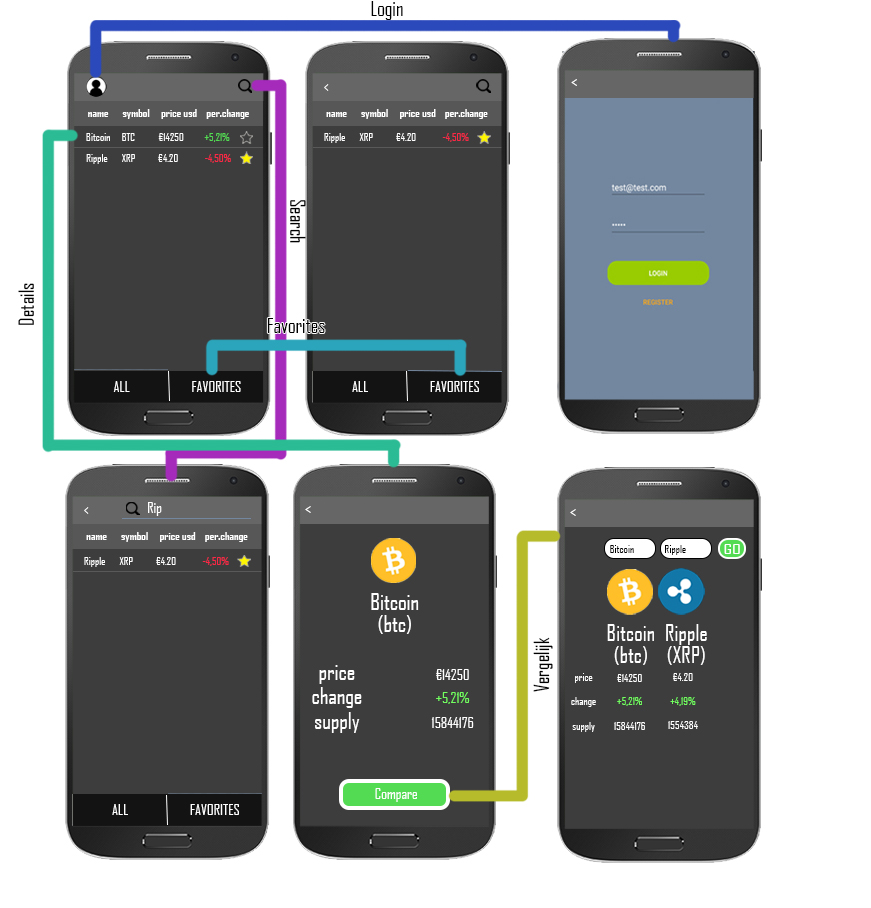 Login
name symbol price usd per.change
Bitcoin BTC €14250 +5,21%
Ripple XRP €4.20 -4,50%
ALL FAVORITES
<
name symbol price usd per.change
Ripple XRP €4.20 -4,50%
ALL FAVORITES
<
test@test.com
•••••
LOGIN
REGISTER
Search
Details
Favorites
< Rip
name symbol price usd per.change
Ripple XRP €4.20 -4,50%
ALL FAVORITES
<
Bitcoin
(btc)
price €14250
change +5,21%
supply 15844176
Compare
Vergelijk
<
Bitcoin Ripple GO
Bitcoin Ripple
(btc) (XRP)
price €14250 €4.20
change +5,21% +4,19%
supply 15844176 1554384